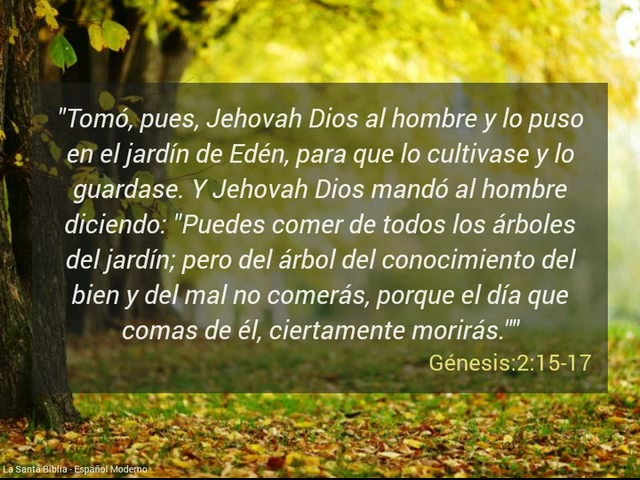 "Tomó, pues, Jehovah Dios al hombre y lo puso
en el jardín de Edén, para que lo cultivase y lo
guardase. Y Jehovah Dios mandó al hombre
diciendo: "Puedes comer de todos los árboles
del jardín; pero del árbol del conocimiento del
bien y del mal no comerás, porque el día que
comas de él, ciertamente morirás.""
Génesis:2:15-17
La Santa Biblia - Español Moderno